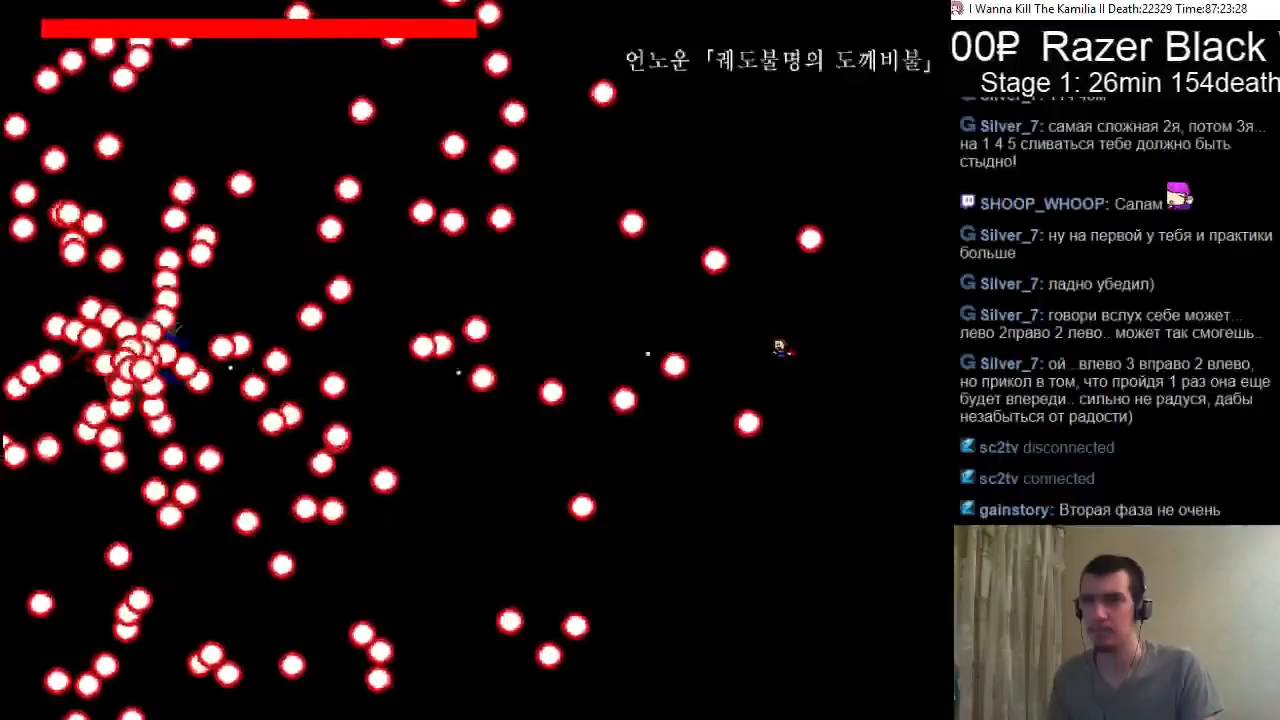 I Wanna Kill The Kamilia II Death:22329 Time:87:23:28
00₽ Razer Black
Stage 1: 26min 154death
언노운「궤도불명의 도깨비불」
Silver_7:
Silver_7: самая сложная 2я, потом 3я...
на 1 4 5 сливаться тебе должно быть
стыдно!
SHOOP_WHOOP: Салам
Silver_7: ну на первой у тебя и практики
больше
Silver_7: ладно убедил)
Silver_7: говори вслух себе может...
лево 2право 2 лево.. может так смогешь..
Silver_7: ой...влево 3 вправо 2 влево,
но прикол в том, что пройдя 1 раз она еще
будет впереди.. сильно не радуся, дабы
незабыться от радости)
sc2tv disconnected
sc2tv connected
gainstory: Вторая фаза не очень